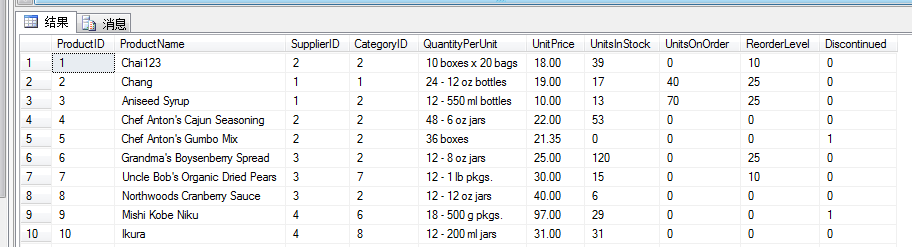 结果 消息
ProductID ProductName SupplierID CategoryID QuantityPerUnit UnitPrice UnitsInStock UnitsOnOrder ReorderLevel Discontinued
1 1 Chai123 2 2 10 boxes x 20 bags 18.00 39 0 10 0
2 2 Chang 1 1 24 - 12 oz bottles 19.00 17 40 25 0
3 3 Aniseed Syrup 1 2 12 - 550 ml bottles 10.00 13 70 25 0
4 4 Chef Anton's Cajun Seasoning 2 2 48 - 6 oz jars 22.00 53 0 0 0
5 5 Chef Anton's Gumbo Mix 2 2 36 boxes 21.35 0 0 0 1
6 6 Grandma's Boysenberry Spread 3 2 12 - 8 oz jars 25.00 120 0 25 0
7 7 Uncle Bob's Organic Dried Pears 3 7 12 - 1 lb pkgs. 30.00 15 0 10 0
8 8 Northwoods Cranberry Sauce 3 2 12 - 12 oz jars 40.00 6 0 0 0
9 9 Mishi Kobe Niku 4 6 18 - 500 g pkgs. 97.00 29 0 0 1
10 10 Ikura 4 8 12 - 200 ml jars 31.00 31 0 0 0